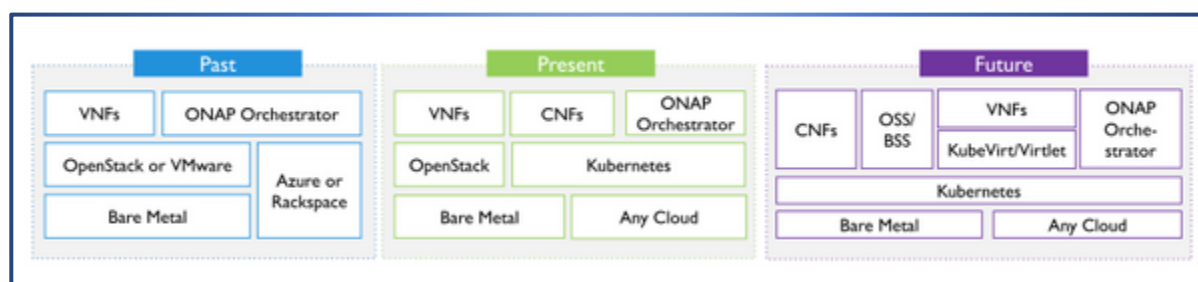 Past
VNFs
ONAP Orchestrator
OpenStack or VMware
Azure or
Rackspace
Bare Metal
Present
VNFs
CNFs
ONAP
Orchestrator
OpenStack
Kubernetes
Bare Metal
Any Cloud
Future
CNFs
OSS/
BSS
VNFs
KubeVirt/Virtlet
ONAP
Orche-
strator
Kubernetes
Bare Metal
Any Cloud